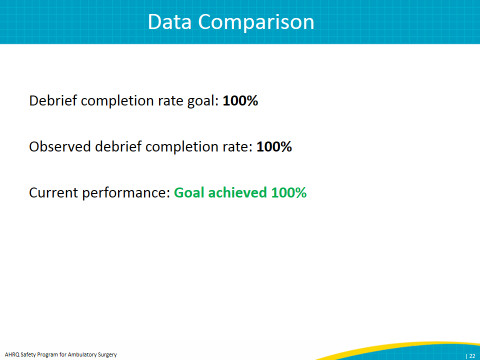 Data Comparison
Debrief completion rate goal: 100%
Observed debrief completion rate: 100%
Current performance: Goal achieved 100%
AHRQ Safety Program for Ambulatory Surgery
| 22